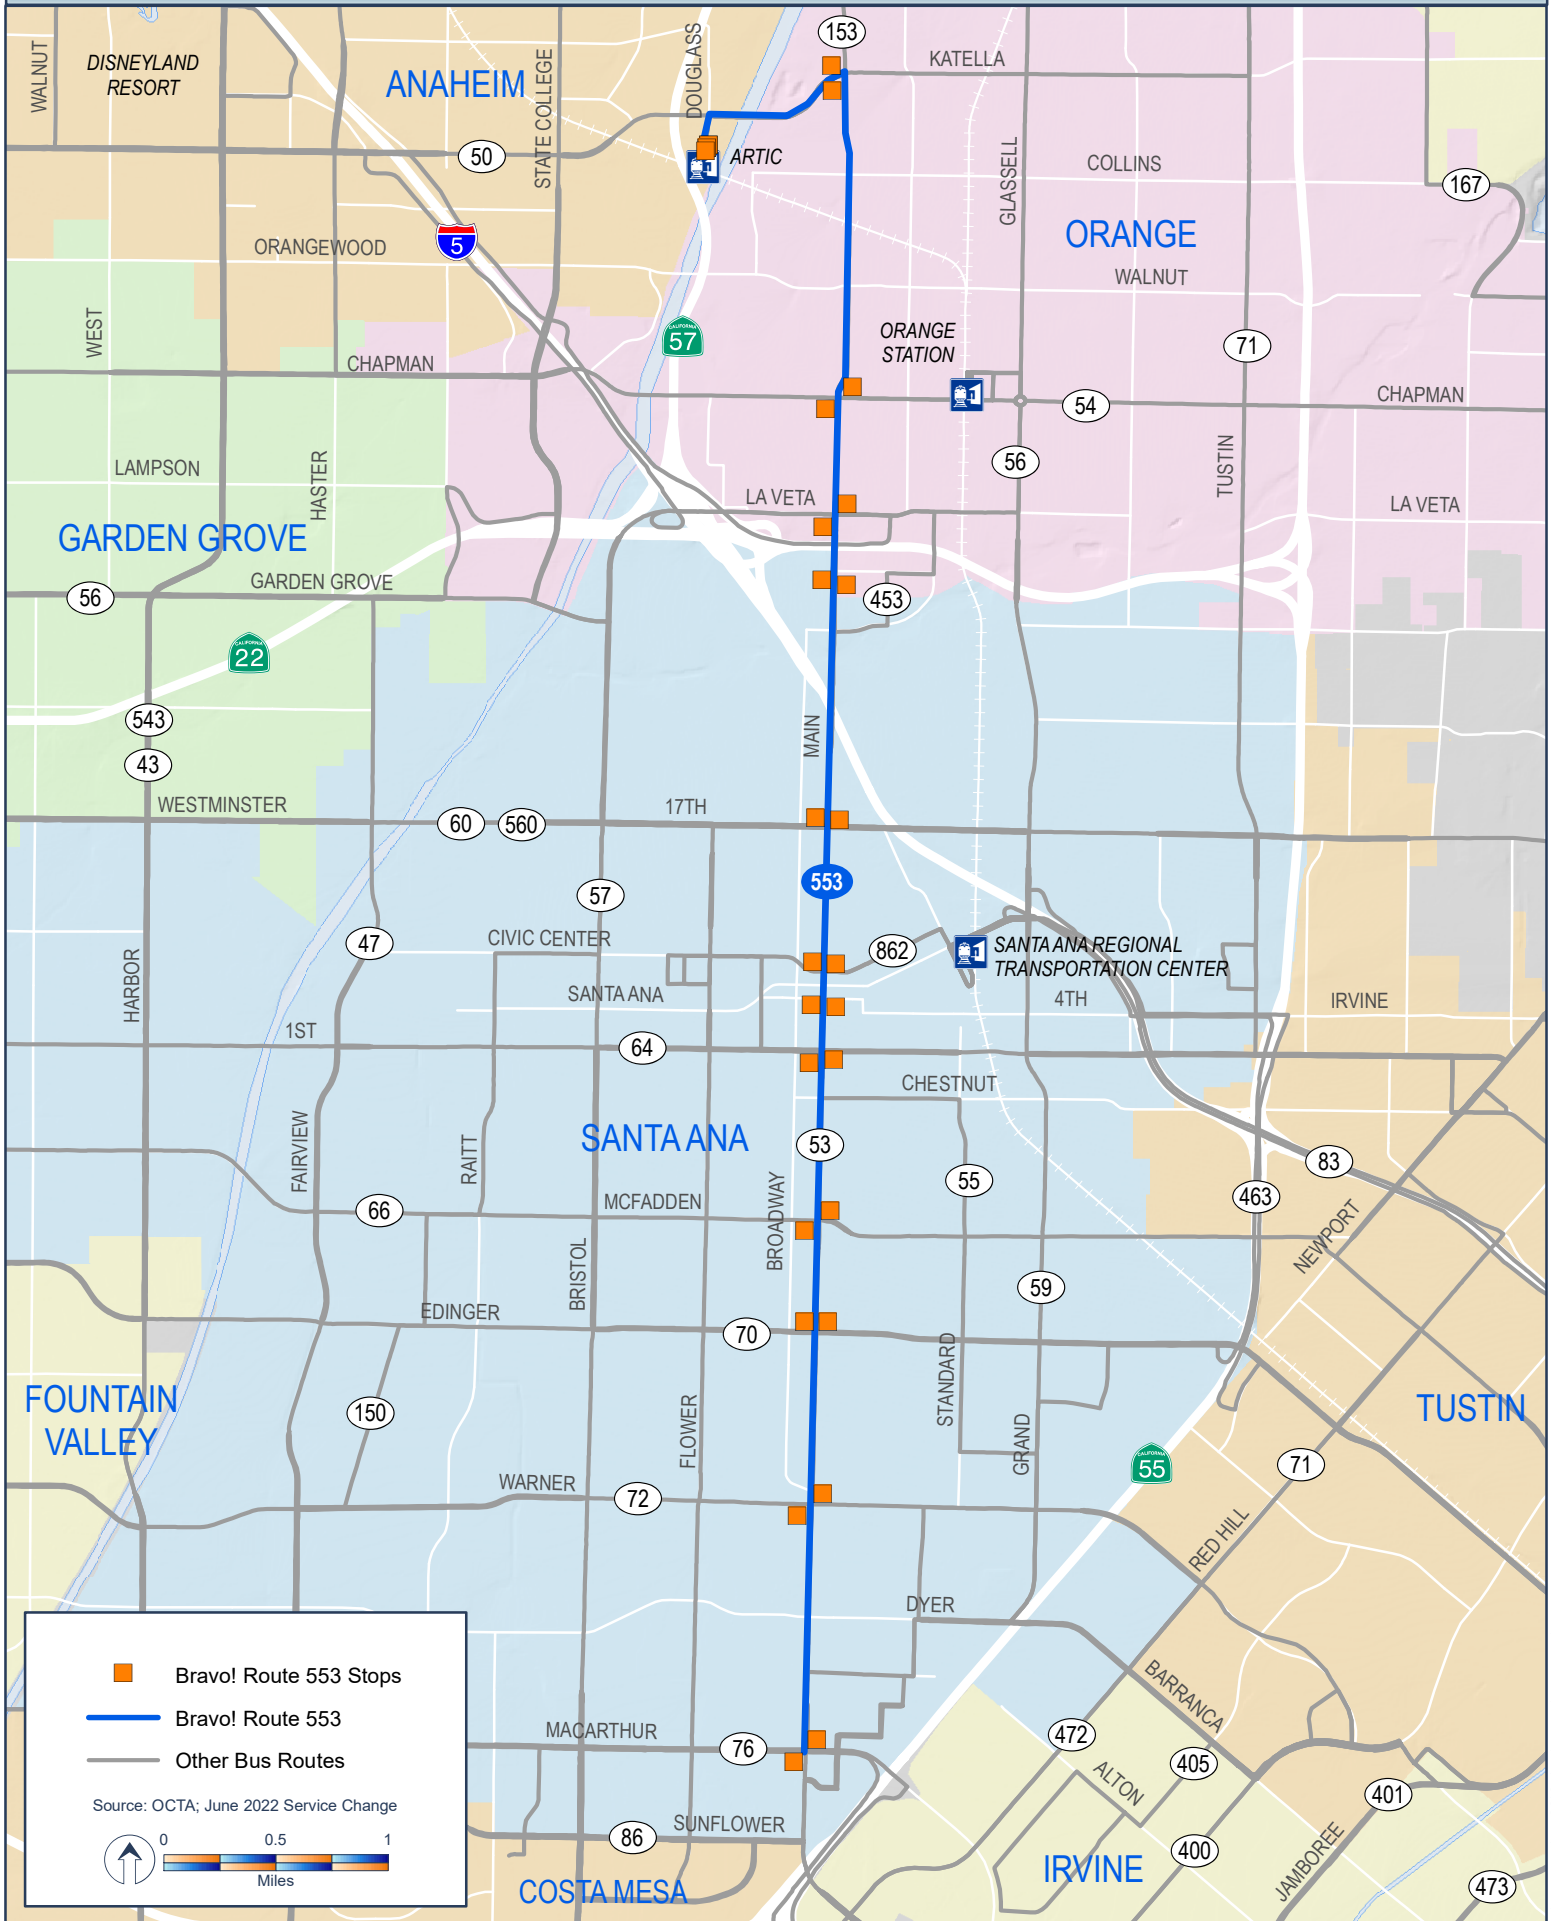 153
WALNUT
DISNEYLAND
RESORT
ANAHEIM
STATE COLLEGE
DOUGLASS
KATELLA
50
ARTIC
GLASSELL
COLLINS
167
ORANGEWOOD
5
ORANGE
WALNUT
WEST
CALIFORNIA
57
ORANGE
STATION
71
CHAPMAN
54
CHAPMAN
LAMPSON
HASTER
56
TUSTIN
LA VETA
LA VETA
GARDEN GROVE
GARDEN GROVE
56
453
CALIFORNIA
22
543
MAIN
43
WESTMINSTER
60
560
17TH
553
57
47
CIVIC CENTER
862
SANTA ANA REGIONAL
TRANSPORTATION CENTER
HARBOR
SANTA ANA
4TH
IRVINE
1ST
64
CHESTNUT
FAIRVIEW
RAITT
SANTA ANA
53
55
83
463
66
MCFADDEN
BROADWAY
NEWPORT
BRISTOL
59
EDINGER
70
STANDARD
FOUNTAIN
VALLEY
150
FLOWER
GRAND
TUSTIN
CALIFORNIA
55
71
WARNER
72
RED HILL
DYER
BARRANCA
Bravo! Route 553 Stops
Bravo! Route 553
Other Bus Routes
Source: OCTA; June 2022 Service Change
0
0.5
1
Miles
MACARTHUR
76
472
405
ALTON
401
SUNFLOWER
86
400
JAMBOREE
IRVINE
COSTA MESA
473